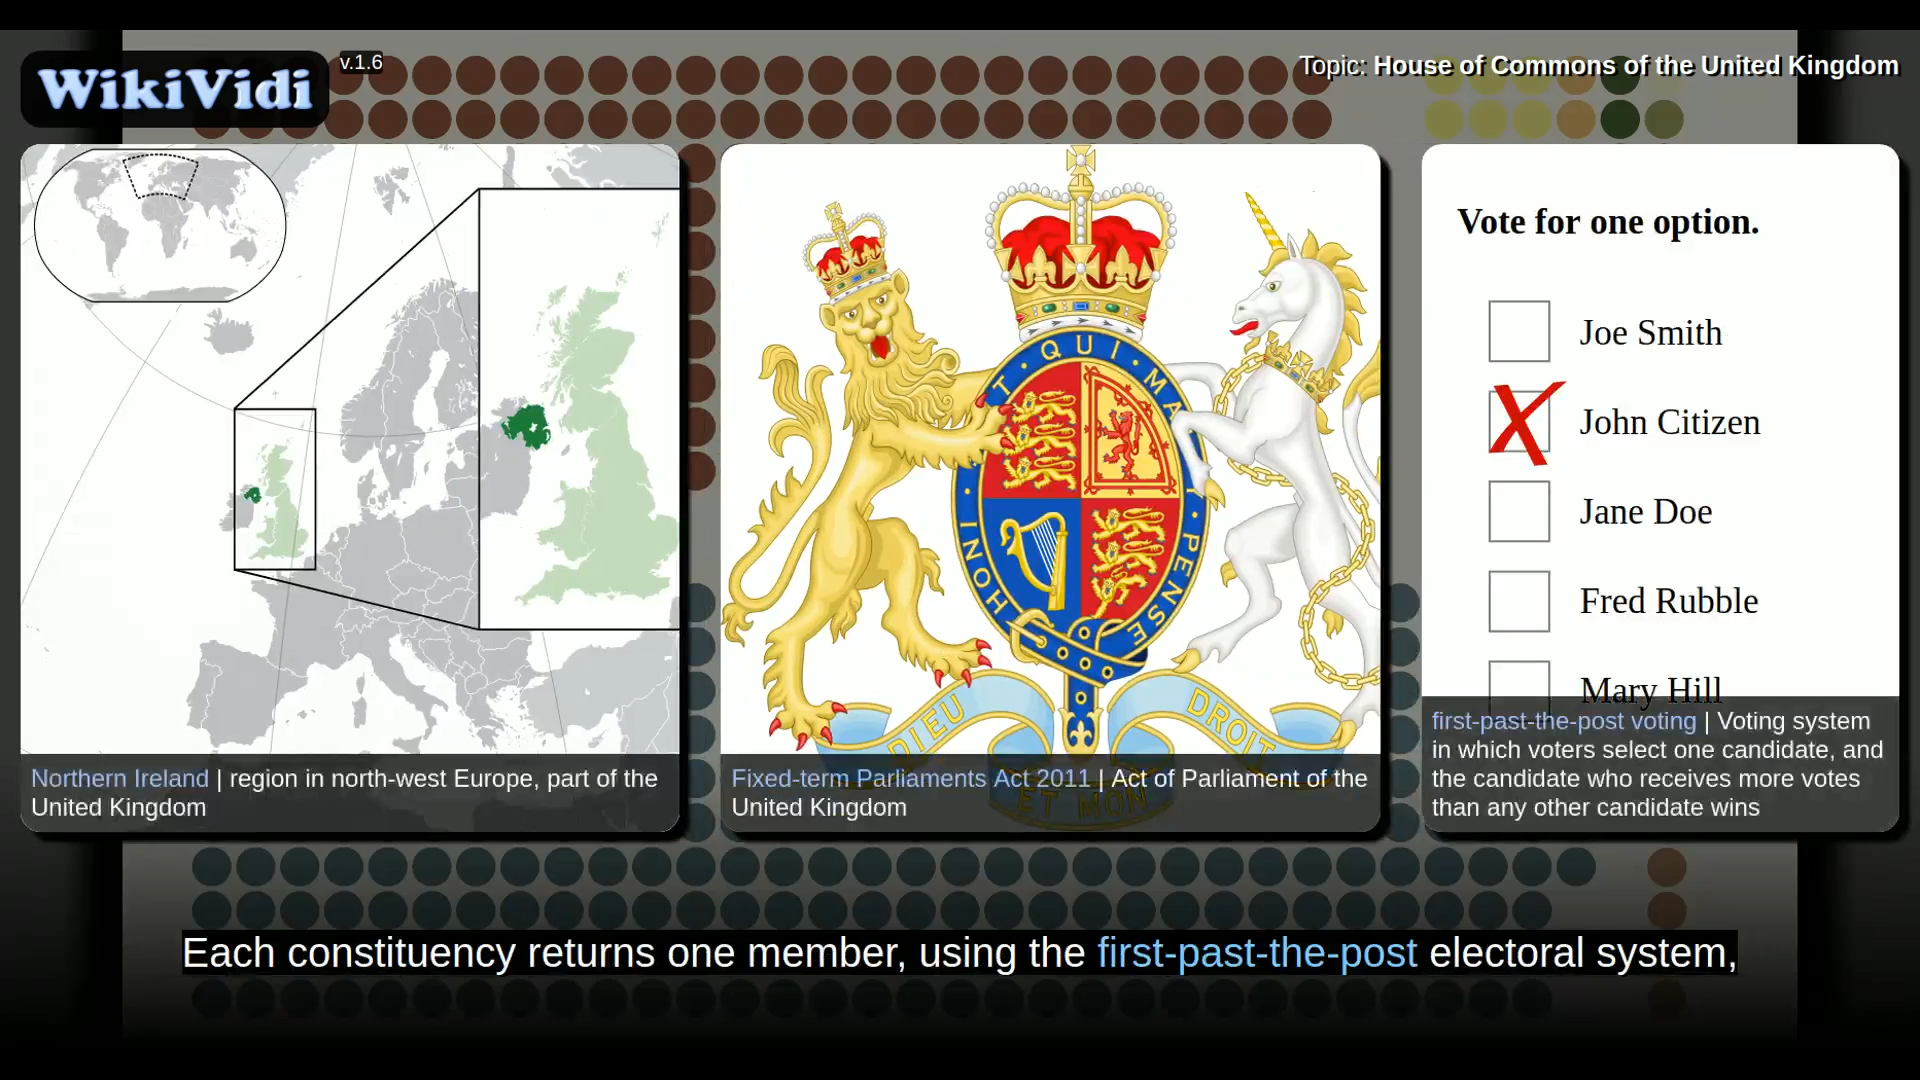 WikiVidi
v.1.6
Topic: House of Commons of the United Kingdom
Northern Ireland | region in north-west Europe, part of the
United Kingdom
T · QUI · MA
HONI
· PENSE
DIEU
DROIT
ET MON
Fixed-term Parliaments Act 2011 | Act of Parliament of the
United Kingdom
Vote for one option.
Joe Smith
X John Citizen
Jane Doe
Fred Rubble
Mary Hill
first-past-the-post voting | Voting system
in which voters select one candidate, and
the candidate who receives more votes
than any other candidate wins
Each constituency returns one member, using the first-past-the-post electoral system,